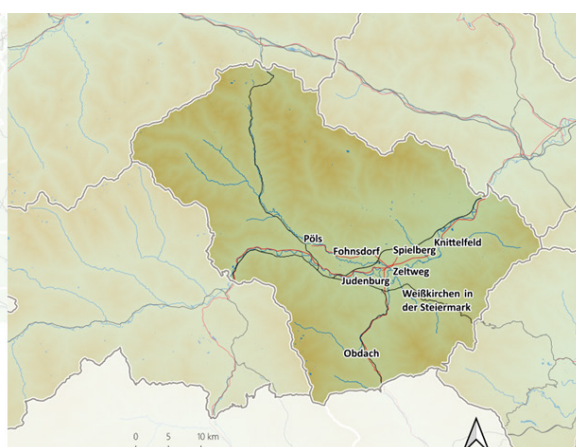 Pöls
Fohnsdorf
Spielberg
Knittelfeld
Zeltweg
Judenburg
Weißkirchen in
der Steiermark
Obdach
0 5 10 km